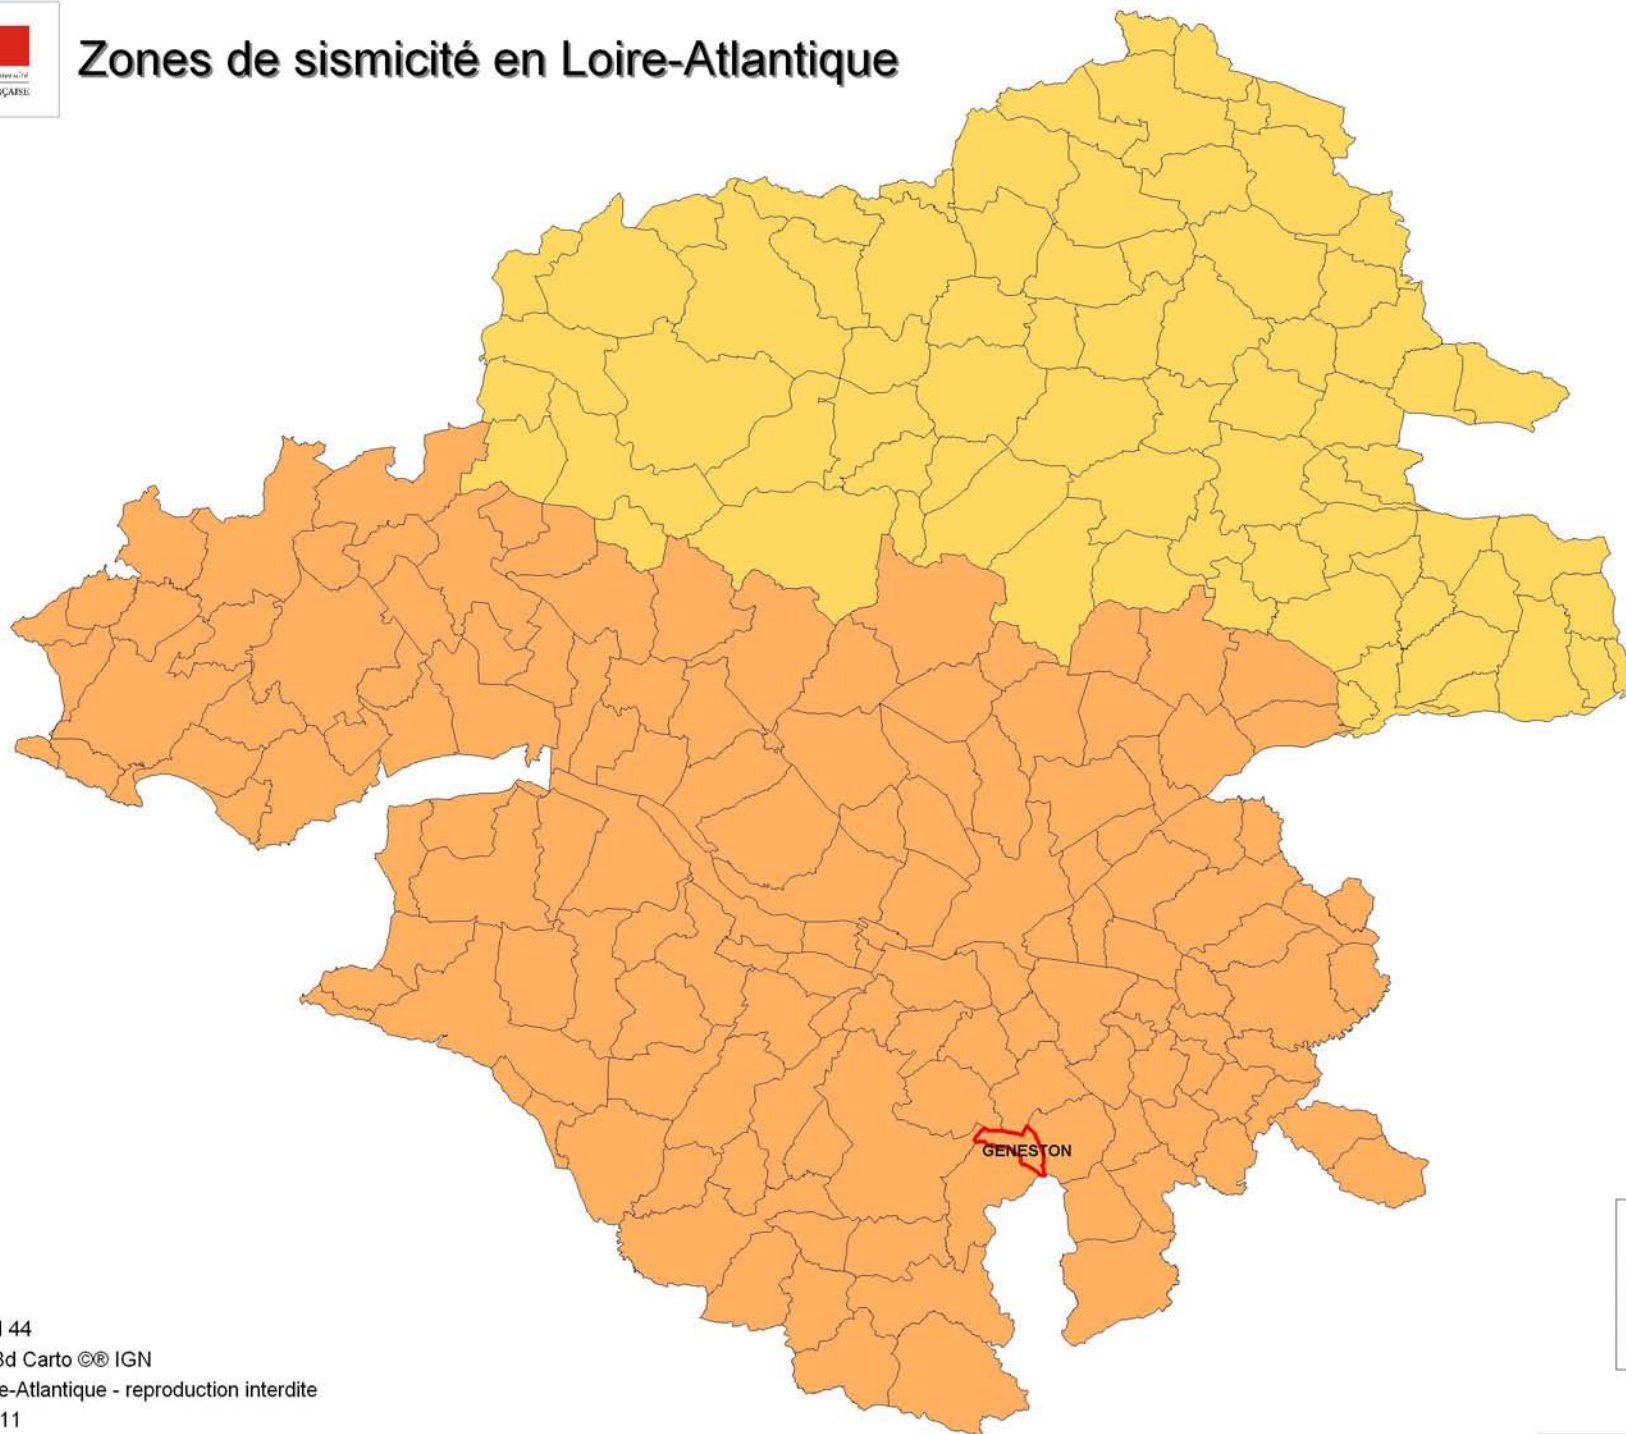 Zones de sismicité en Loire-Atlantique
GENESTON
44
3d Carto ©® IGN
e-Atlantique - reproduction interdite
11